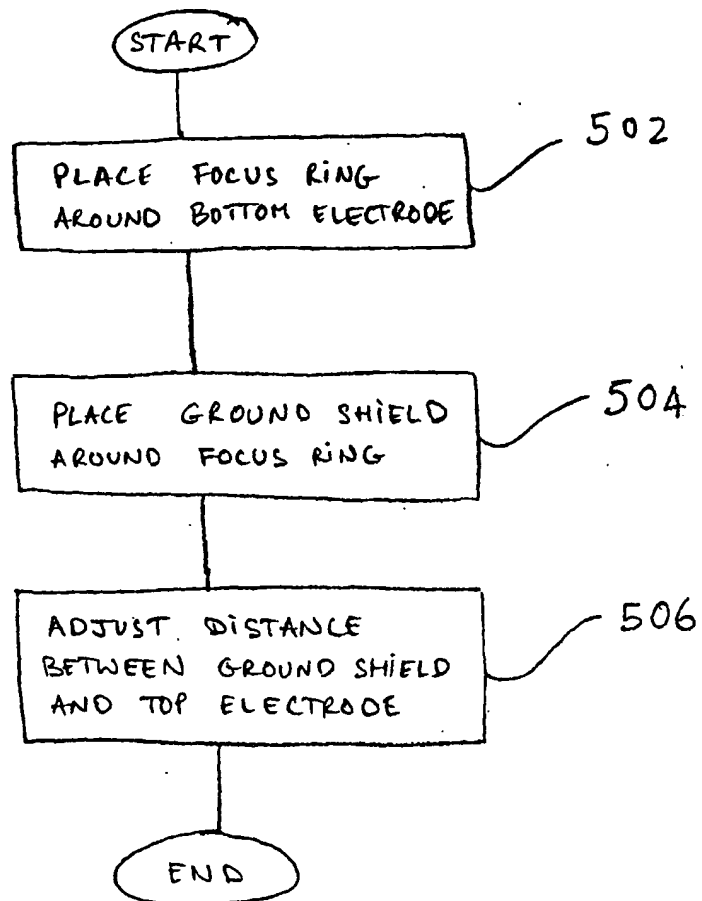 START
PLACE FOCUS RING
AROUND BOTTOM ELECTRODE
502
PLACE GROUND SHIELD
AROUND FOCUS RING
504
ADJUST DISTANCE
BETWEEN GROUND SHIELD
AND TOP ELECTRODE
506
END